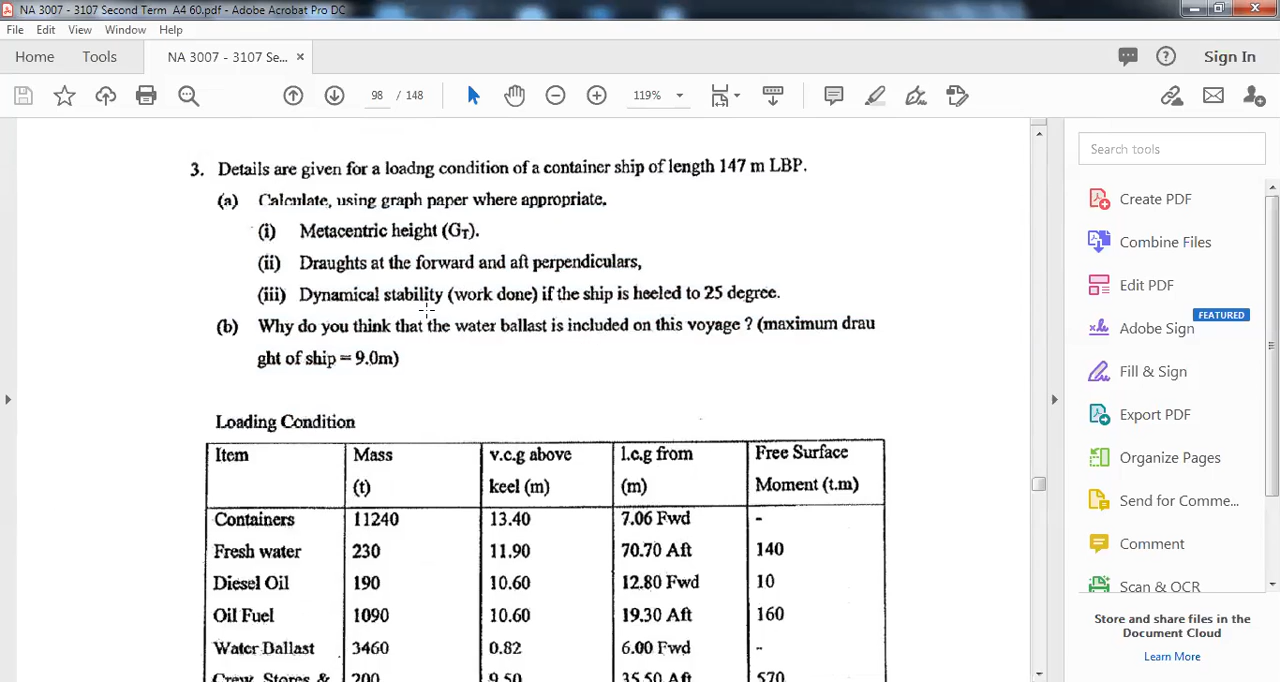 NA 3007 - 3107 Second Term A4 60.pdf - Adobe Acrobat Pro DC
File Edit View Window Help
Home Tools NA 3007 - 3107 Se... × Sign In
98 / 148 119%
3. Details are given for a loadng condition of a container ship of length 147 m LBP.
(a) Calculate, using graph paper where appropriate.
(i) Metacentric height (GT).
(ii) Draughts at the forward and aft perpendiculars,
(iii) Dynamical stability (work done) if the ship is heeled to 25 degree.
(b) Why do you think that the water ballast is included on this voyage ? (maximum drau
ght of ship = 9.0m)
Loading Condition
Item Mass v.c.g above l.c.g from Free Surface
(t) keel (m) (m) Moment (t.m)
Containers 11240 13.40 7.06 Fwd -
Fresh water 230 11.90 70.70 Aft 140
Diesel Oil 190 10.60 12.80 Fwd 10
Oil Fuel 1090 10.60 19.30 Aft 160
Water Ballast 3460 0.82 6.00 Fwd -
Crew, Stores & 200 9.50 35.50 Aft 570
Search tools
Create PDF
Combine Files
Edit PDF
FEATURED
Adobe Sign
Fill & Sign
Export PDF
Organize Pages
Send for Comme...
Comment
Scan & OCR
Store and share files in the
Document Cloud
Learn More